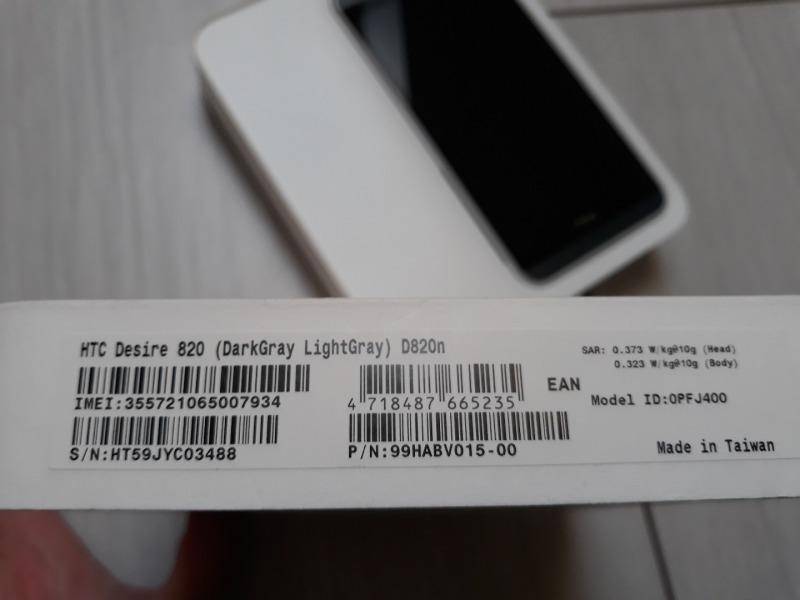 HTC Desire 820 (DarkGray LightGray) D820n
IMEI:355721065007934
S/N:HT59JYC03488
4 718487 665235
EAN
P/N:99HABV015-00
SAR: 0.373 W/kg@10g (Head)
0.323 W/kg@10g (Body)
Model ID:0PFJ400
Made in Taiwan